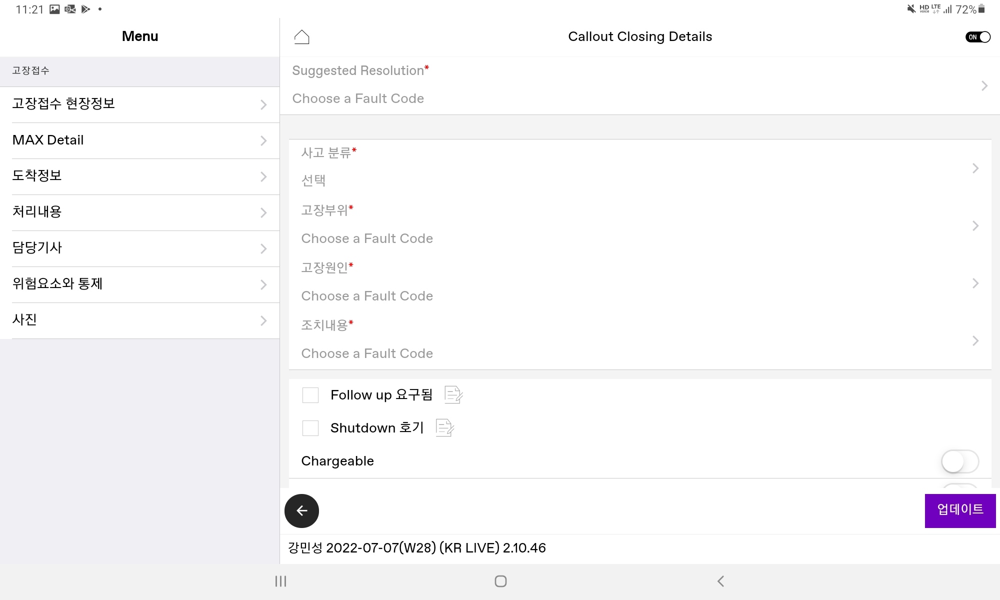 11:21
HD voice LTE 72%
Menu
Callout Closing Details
ON
고장접수
고장접수 현장정보
MAX Detail
도착정보
처리내용
담당기사
위험요소와 통제
사진
Suggested Resolution*
Choose a Fault Code
사고 분류*
선택
고장부위*
Choose a Fault Code
고장원인*
Choose a Fault Code
조치내용*
Choose a Fault Code
Follow up 요구됨
Shutdown 호기
Chargeable
업데이트
강민성 2022-07-07(W28) (KR LIVE) 2.10.46